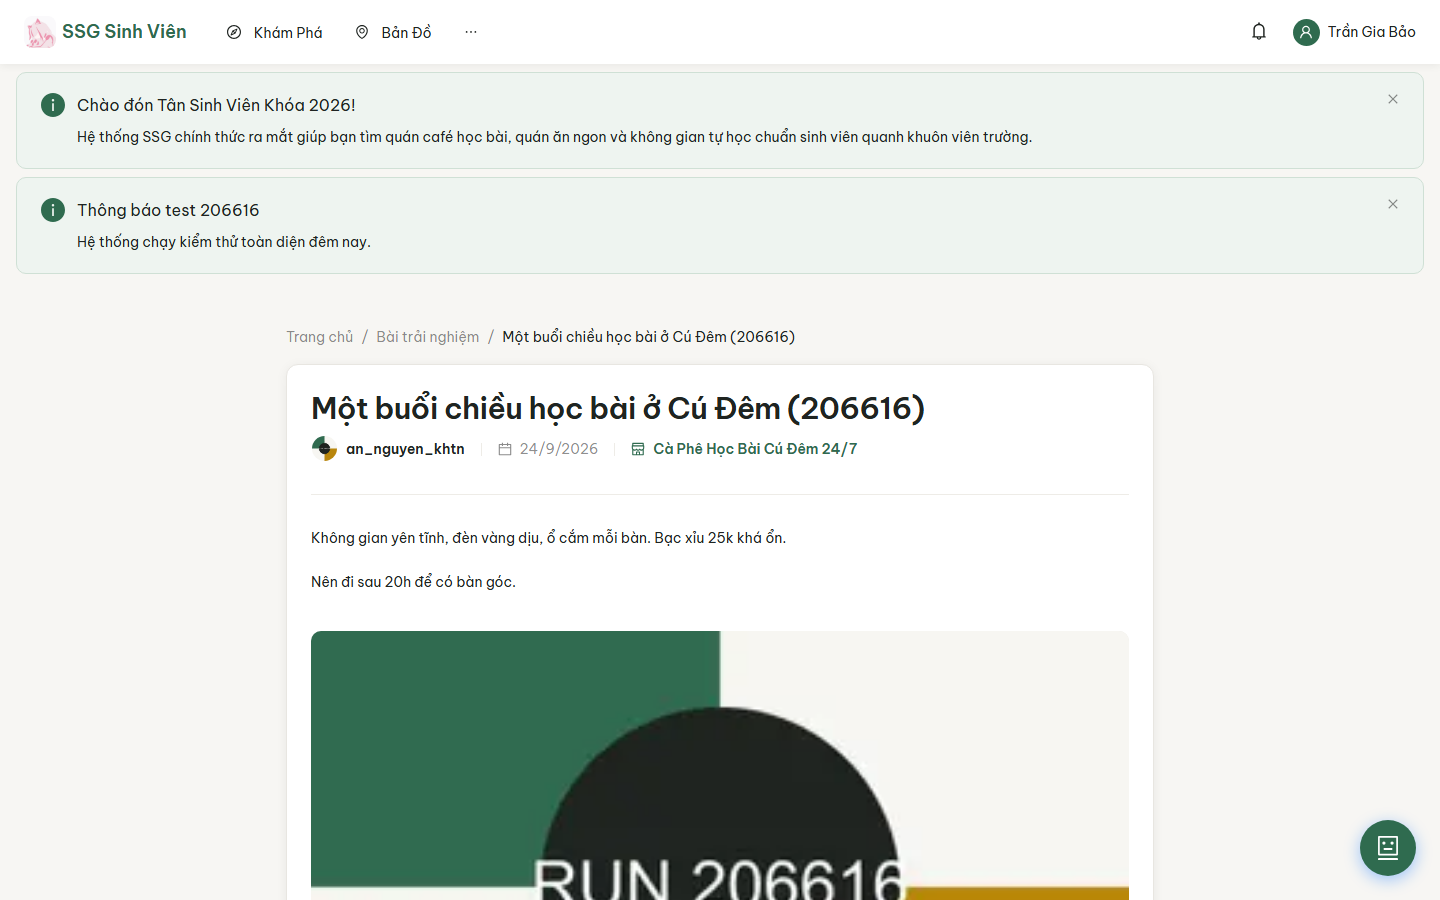 SSG Sinh Viên
Khám Phá
Bản Đồ
Trần Gia Bảo
Chào đón Tân Sinh Viên Khóa 2026!
Hệ thống SSG chính thức ra mắt giúp bạn tìm quán café học bài, quán ăn ngon và không gian tự học chuẩn sinh viên quanh khuôn viên trường.
Thông báo test 206616
Hệ thống chạy kiểm thử toàn diện đêm nay.
Trang chủ / Bài trải nghiệm / Một buổi chiều học bài ở Cú Đêm (206616)
Một buổi chiều học bài ở Cú Đêm (206616)
an_nguyen_khtn
24/9/2026
Cà Phê Học Bài Cú Đêm 24/7
Không gian yên tĩnh, đèn vàng dịu, ổ cắm mỗi bàn. Bạc xỉu 25k khá ổn.
Nên đi sau 20h để có bàn góc.
RUN 206616